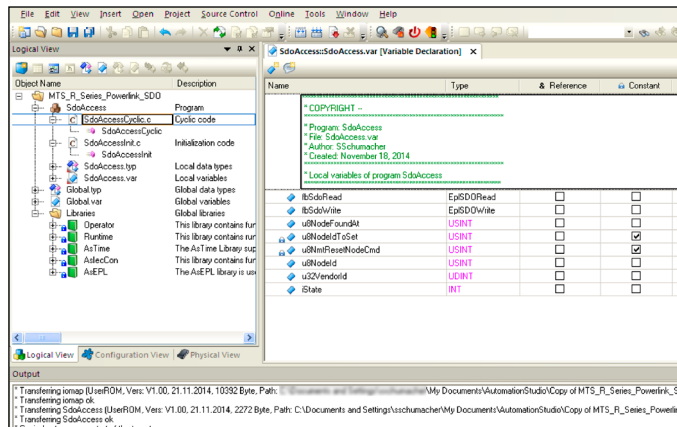 File Edit View Insert Open Project Source Control Online Tools Window Help
Logical View
SdoAccess::SdoAccess.var [Variable Declaration]
Object Name Description
MTS_R_Series_Powerlink_SDO
SdoAccess Program
SdoAccessCyclic.c Cyclic code
SdoAccessCyclic
SdoAccessInit.c Initialization code
SdoAccessInit
SdoAccess.typ Local data types
SdoAccess.var Local variables
Global.typ Global data types
Global.var Global variables
Libraries Global libraries
Operator This library contains fur
Runtime This library contains fur
AsTime The AsTime Library sup
AsIecCon This library contains fur
AsEPL The AsEPL library is use
Logical View Configuration View Physical View
Name Type & Reference Constant
* COPYRIGHT --
* Program: SdoAccess
* File: SdoAccess.var
* Author: SSchumacher
* Created: November 18, 2014
* Local variables of program SdoAccess
fbSdoRead EplSDORead
fbSdoWrite EplSDOWrite
u8NodeFoundAt USINT
u8NodeIdToSet USINT
u8NmtResetNodeCmd USINT
u8NodeId USINT
u32VendorId UDINT
iState INT
Output
* Transferring iomap (UserROM, Vers: V1.00, 21.11.2014, 10392 Byte, Path: \My Documents\AutomationStudio\Copy of MTS_R_Series_Powerlink_S
* Transferring iomap ok
* Transferring SdoAccess (UserROM, Vers: V1.00, 21.11.2014, 2272 Byte, Path: C:\Documents and Settings\sschumacher\My Documents\AutomationStudio\Copy of MTS_R_Series_Powerlin
* Transferring SdoAccess ok